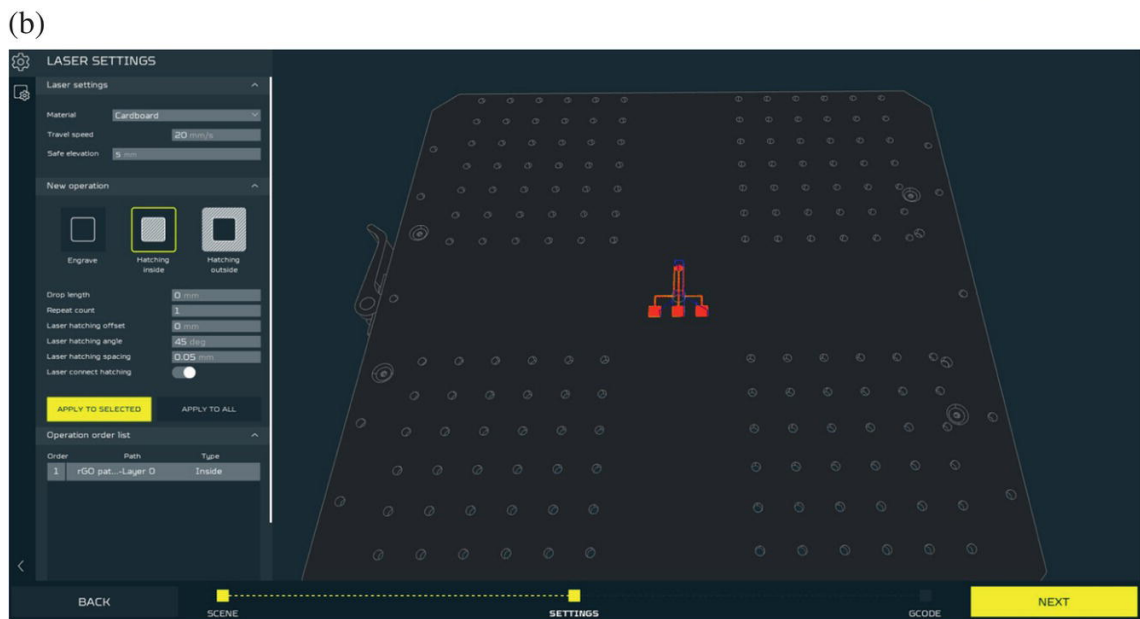 (b)
LASER SETTINGS
Laser settings
Material Cardboard
Travel speed 20 mm/s
Safe elevation 5 mm
New operation
Engrave Hatching inside Hatching outside
Drop length 0 mm
Repeat count 1
Laser hatching offset 0 mm
Laser hatching angle 45 deg
Laser hatching spacing 0.05 mm
Laser connect hatching
APPLY TO SELECTED APPLY TO ALL
Operation order list
Order Path Type
1 rGO pat...-Layer 0 Inside
BACK SCENE SETTINGS GCODE NEXT